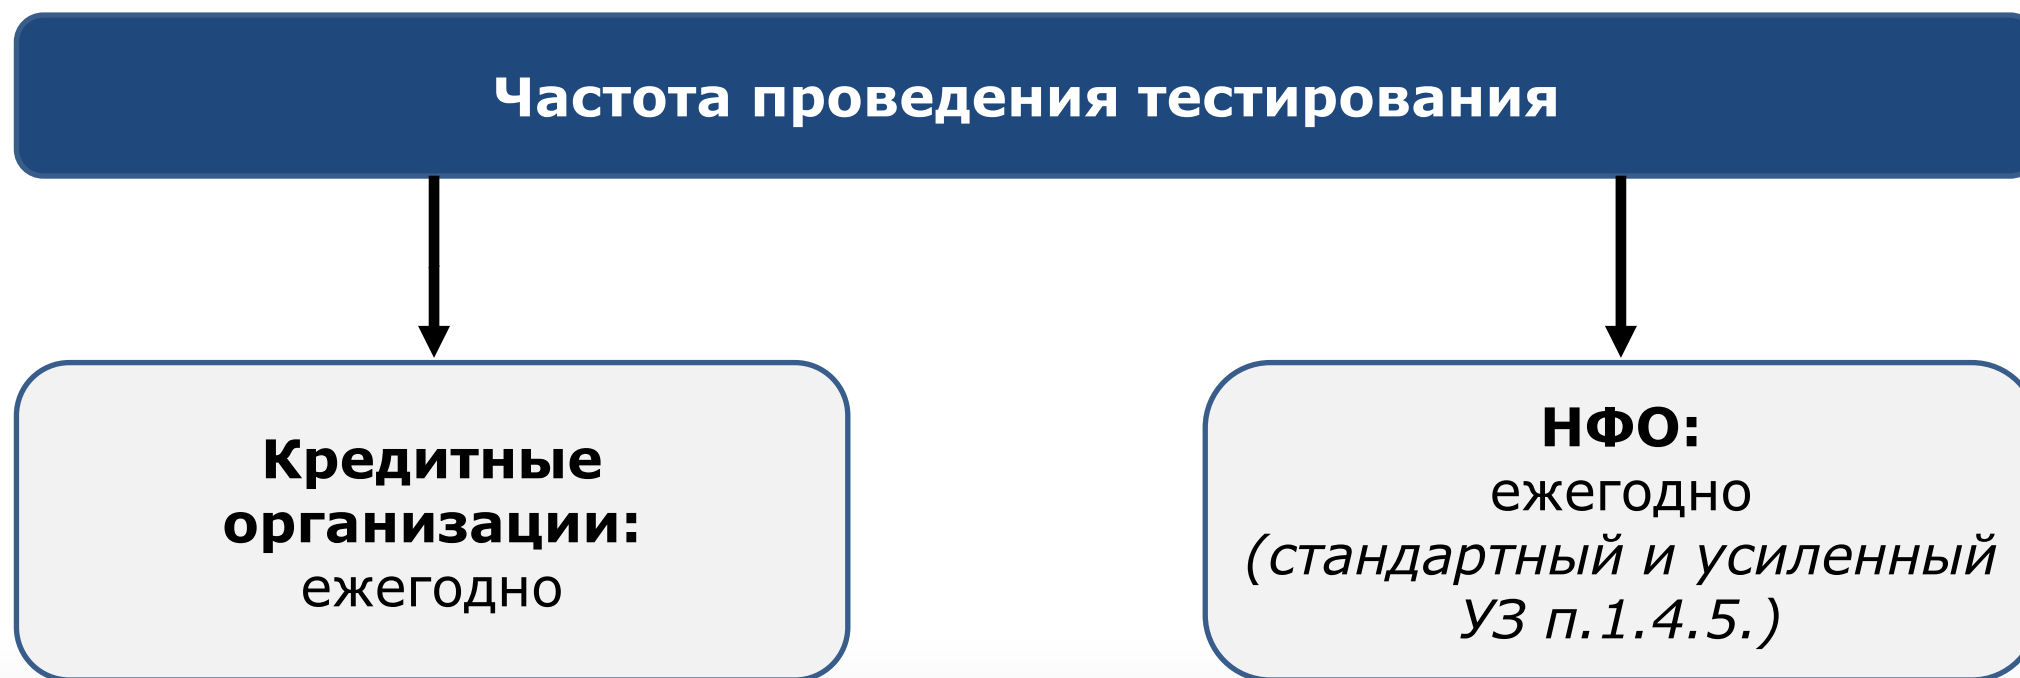 Частота проведения тестирования
Кредитные
организации:
ежегодно
НФО:
ежегодно
(стандартный и усиленный
УЗ п.1.4.5.)